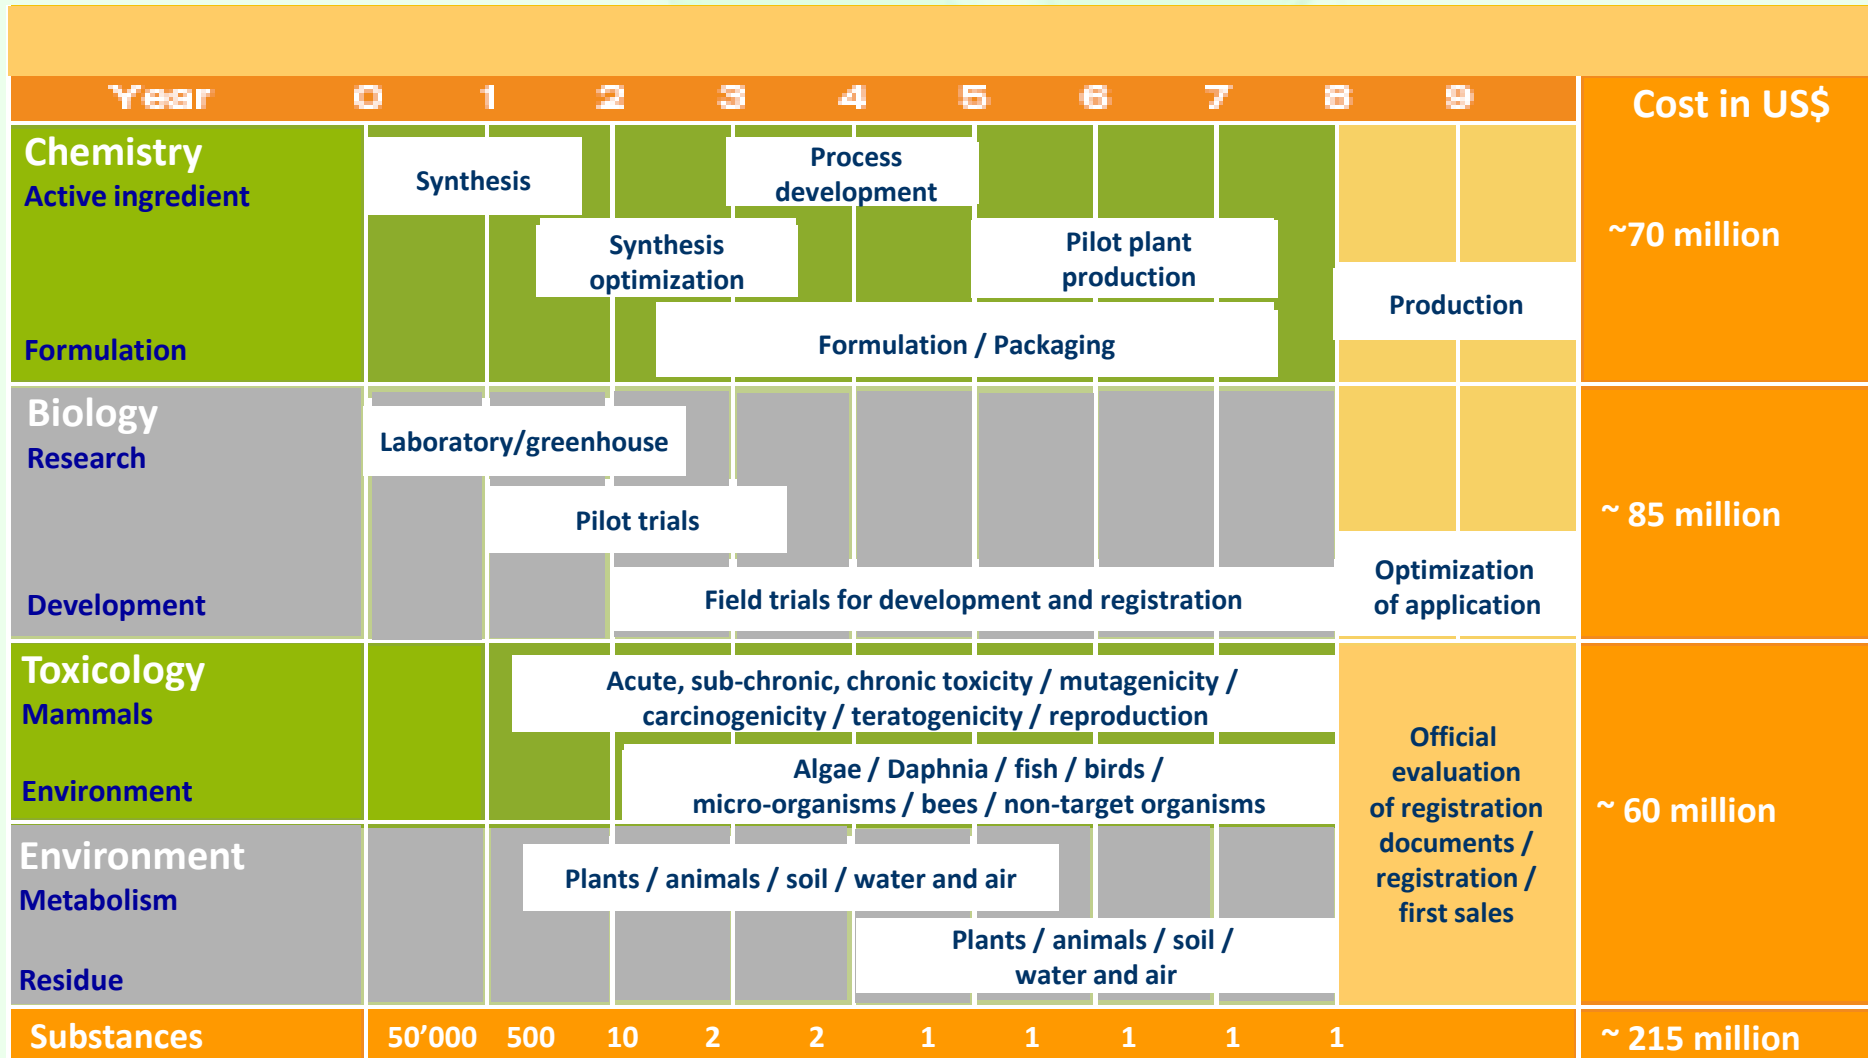 Year 0 1 2 3 4 5 6 7 8 9
Cost in US$
Chemistry
Active ingredient
Synthesis
Process
development
Synthesis
optimization
Pilot plant
production
~70 million
Production
Formulation
Formulation / Packaging
Biology
Research
Laboratory/greenhouse
Pilot trials
~ 85 million
Development
Field trials for development and registration
Optimization
of application
Toxicology
Mammals
Acute, sub-chronic, chronic toxicity / mutagenicity /
carcinogenicity / teratogenicity / reproduction
Environment
Algae / Daphnia / fish / birds /
micro-organisms / bees / non-target organisms
Official
evaluation
of registration
documents /
registration /
first sales
~ 60 million
Environment
Metabolism
Plants / animals / soil / water and air
Residue
Plants / animals / soil /
water and air
Substances 50’000 500 10 2 2 1 1 1 1 1 ~ 215 million